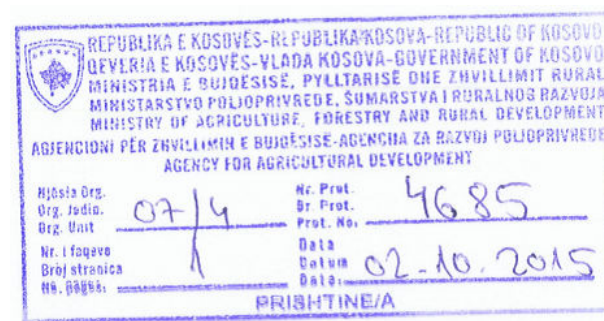 REPUBLIKA E KOSOVËS-REPUBLIKA KOSOVA-REPUBLIC OF KOSOVO
QEVERIA E KOSOVËS-VLADA KOSOVA-GOVERNMENT OF KOSOVO
MINISTRIA E BUJQËSISË, PYLLTARISË DHE ZHVILLIMIT RURAL
MINISTARSTVO POLJOPRIVREDE, ŠUMARSTVA I RURALNOG RAZVOJA
MINISTRY OF AGRICULTURE, FORESTRY AND RURAL DEVELOPMENT
AGJENCIONI PËR ZHVILLIMIN E BUJQËSISË-AGENCIJA ZA RAZVOJ POLJOPRIVREDE
AGENCY FOR AGRICULTURAL DEVELOPMENT
Njësia Org.
Org. Jedin.
Org. Unit 07/4
Nr. Prot.
Br. Prot.
Prot. No. 4685
Nr. i faqeve
Broj stranica
No. pages: 1
Data
Datum
Date: 02-10.2015
PRISHTINE/A